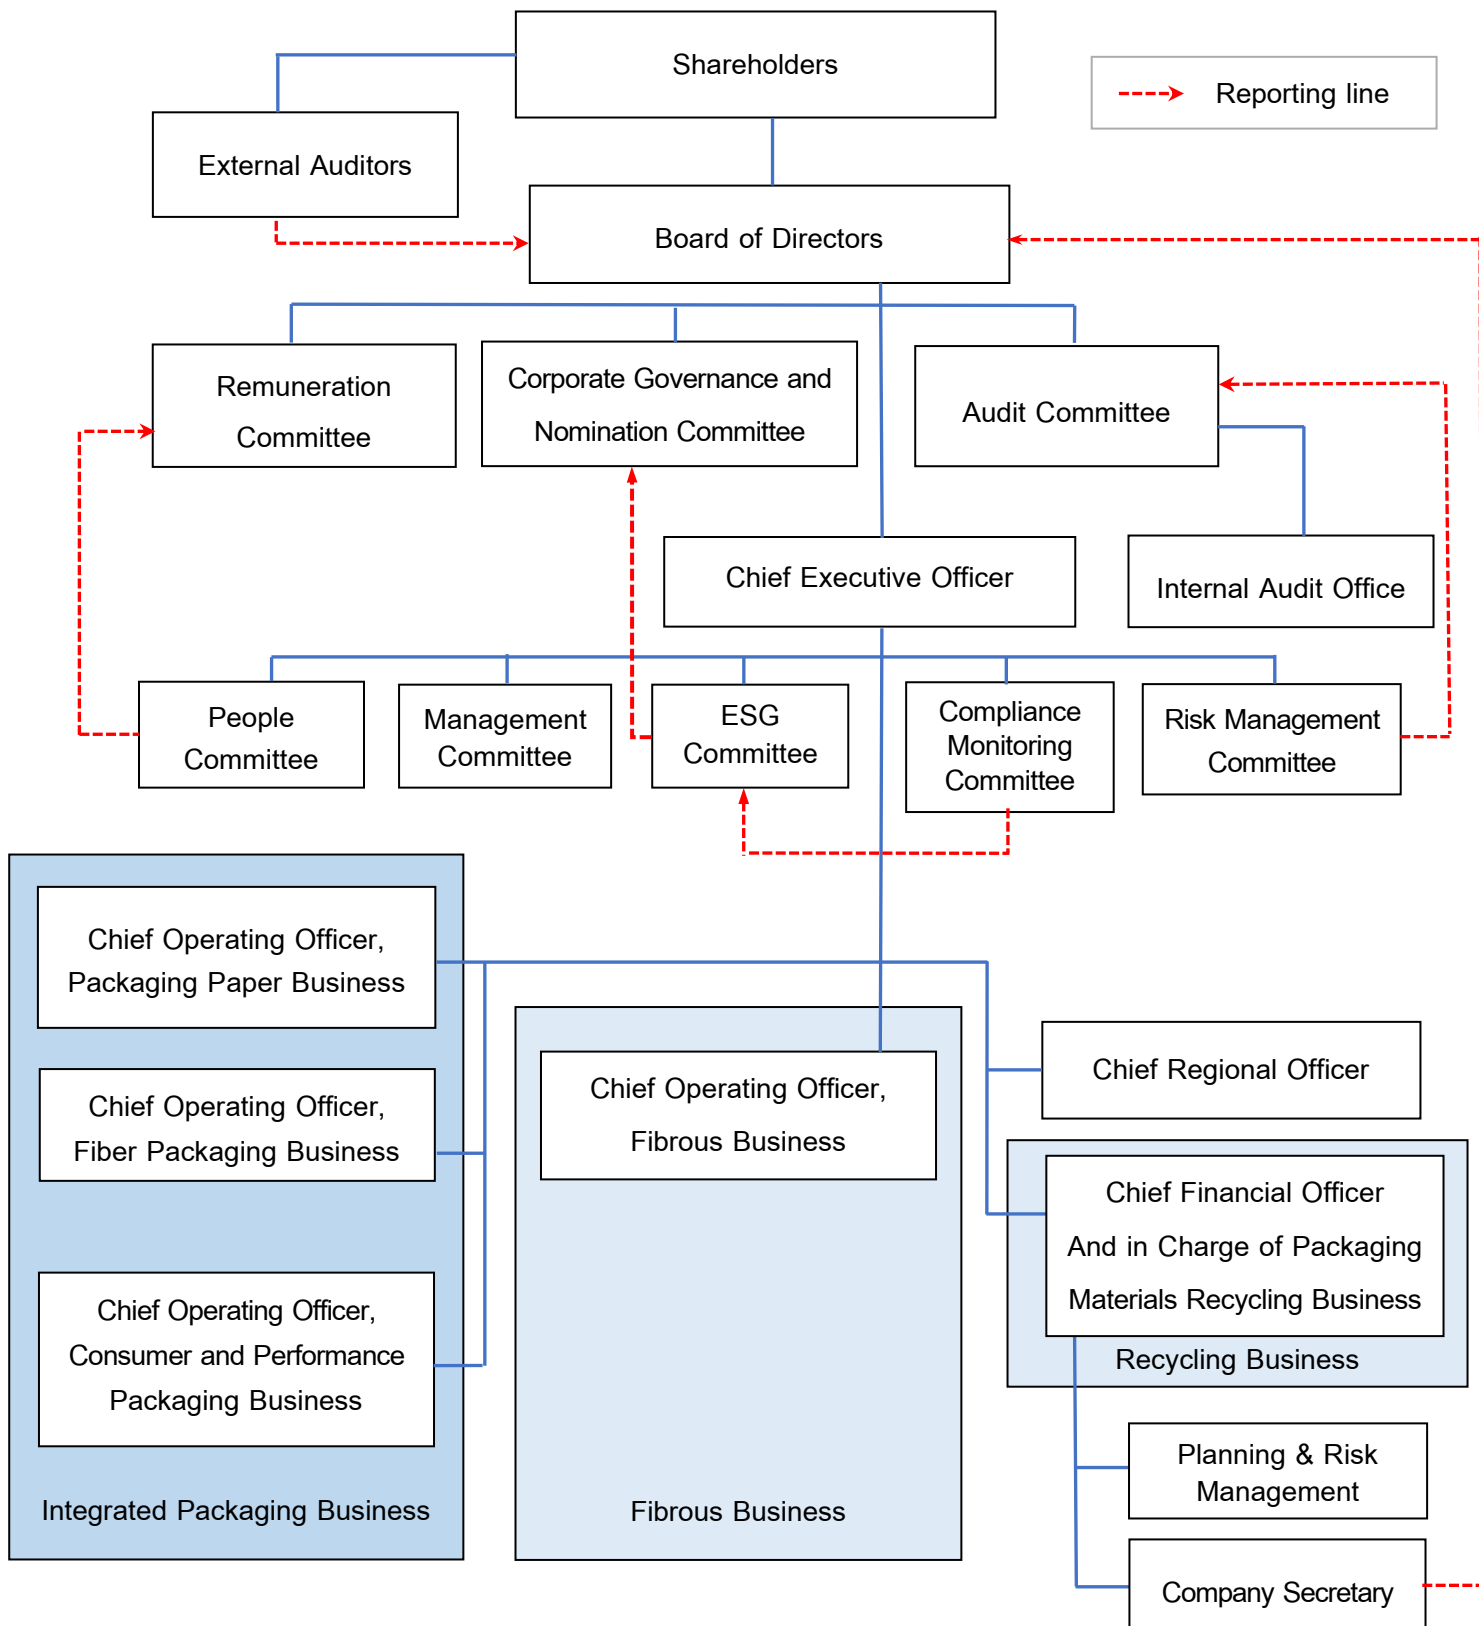 Shareholders
Reporting line
External Auditors
Board of Directors
Remuneration
Committee
Corporate Governance and
Nomination Committee
Audit Committee
Chief Executive Officer
Internal Audit Office
People
Committee
Management
Committee
ESG
Committee
Compliance
Monitoring
Committee
Risk Management
Committee
Chief Operating Officer,
Packaging Paper Business
Chief Operating Officer,
Fiber Packaging Business
Chief Operating Officer,
Consumer and Performance
Packaging Business
Integrated Packaging Business
Chief Operating Officer,
Fibrous Business
Fibrous Business
Chief Regional Officer
Chief Financial Officer
And in Charge of Packaging
Materials Recycling Business
Recycling Business
Planning & Risk
Management
Company Secretary